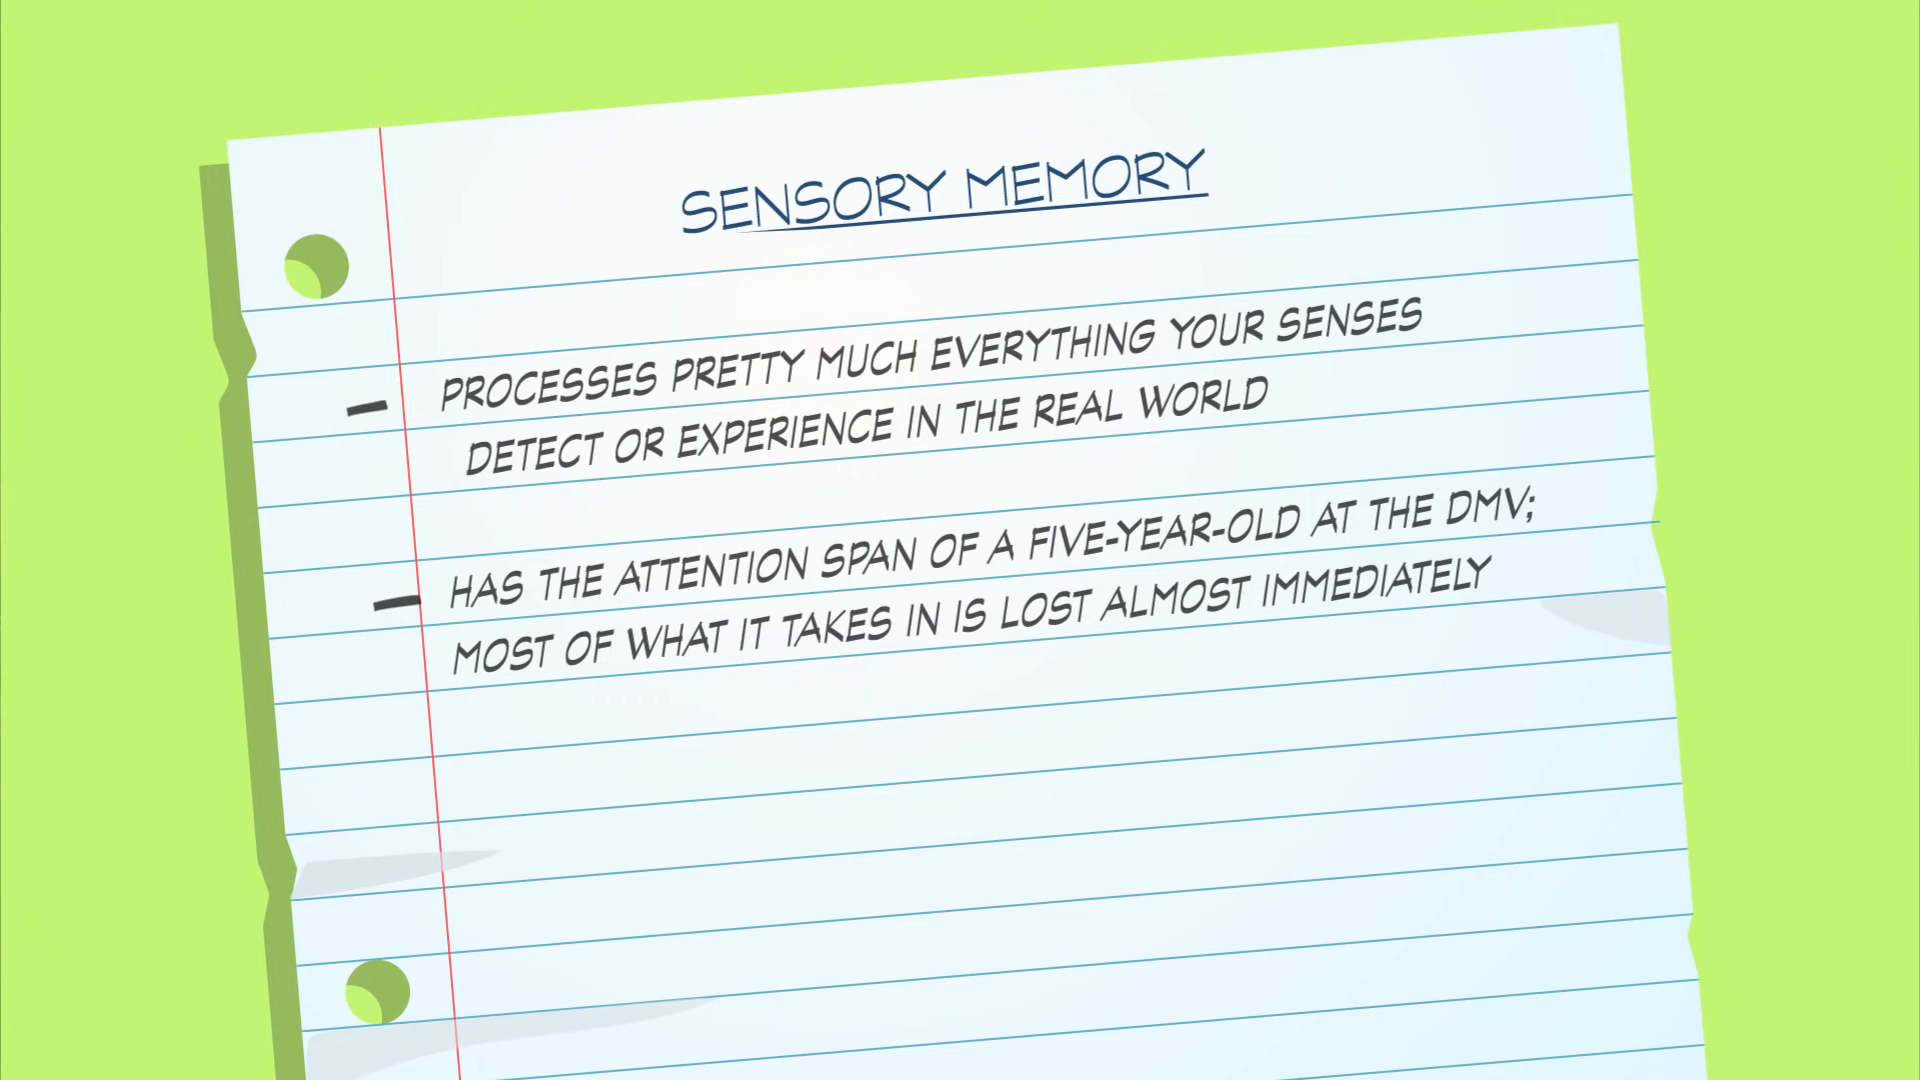 SENSORY MEMORY
- PROCESSES PRETTY MUCH EVERYTHING YOUR SENSES
DETECT OR EXPERIENCE IN THE REAL WORLD
- HAS THE ATTENTION SPAN OF A FIVE-YEAR-OLD AT THE DMV;
MOST OF WHAT IT TAKES IN IS LOST ALMOST IMMEDIATELY